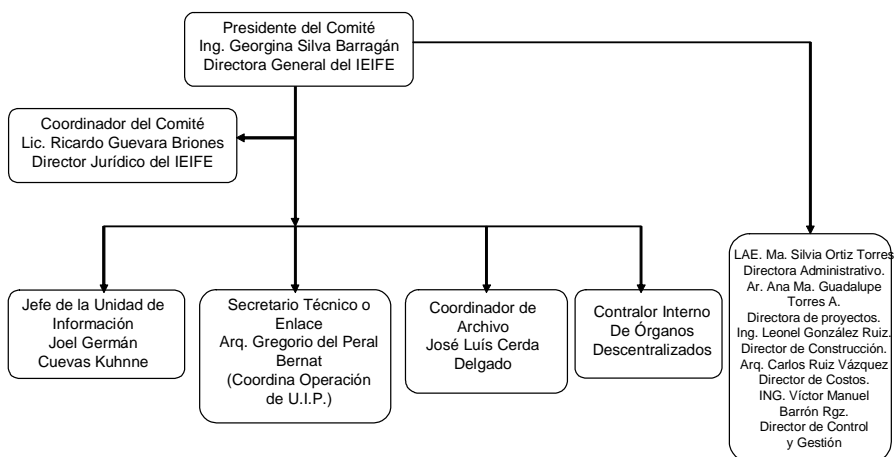 Presidente del Comité
Ing. Georgina Silva Barragán
Directora General del IEIFE
Coordinador del Comité
Lic. Ricardo Guevara Briones
Director Jurídico del IEIFE
Jefe de la Unidad de
Información
Joel Germán
Cuevas Kuhnne
Secretario Técnico o
Enlace
Arq. Gregorio del Peral
Bernat
(Coordina Operación
de U.I.P.)
Coordinador de
Archivo
José Luís Cerda
Delgado
Contralor Interno
De Órganos
Descentralizados
LAE. Ma. Silvia Ortiz Torres
Directora Administrativo.
Ar. Ana Ma. Guadalupe
Torres A.
Directora de proyectos.
Ing. Leonel González Ruiz.
Director de Construcción.
Arq. Carlos Ruiz Vázquez
Director de Costos.
ING. Víctor Manuel
Barrón Rgz.
Director de Control
y Gestión